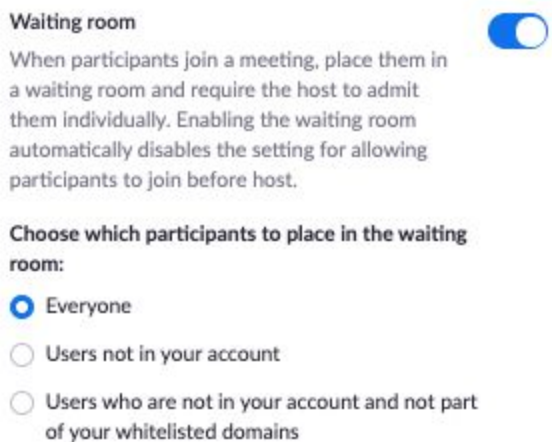 Waiting room
When participants join a meeting, place them in
a waiting room and require the host to admit
them individually. Enabling the waiting room
automatically disables the setting for allowing
participants to join before host.
Choose which participants to place in the waiting
room:
Everyone
Users not in your account
Users who are not in your account and not part
of your whitelisted domains